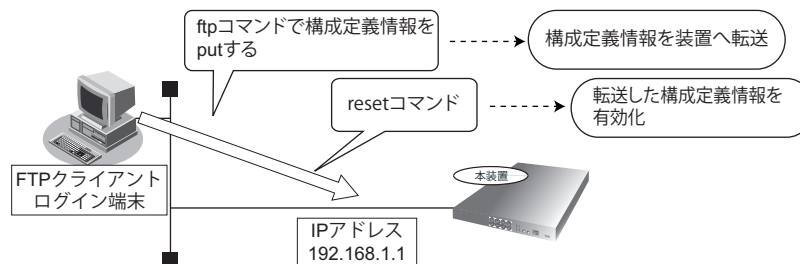 ftpコマンドで構成定義情報を
putする
構成定義情報を装置へ転送
resetコマンド
転送した構成定義情報を
有効化
FTPクライアント
ログイン端末
本装置
IPアドレス
192.168.1.1